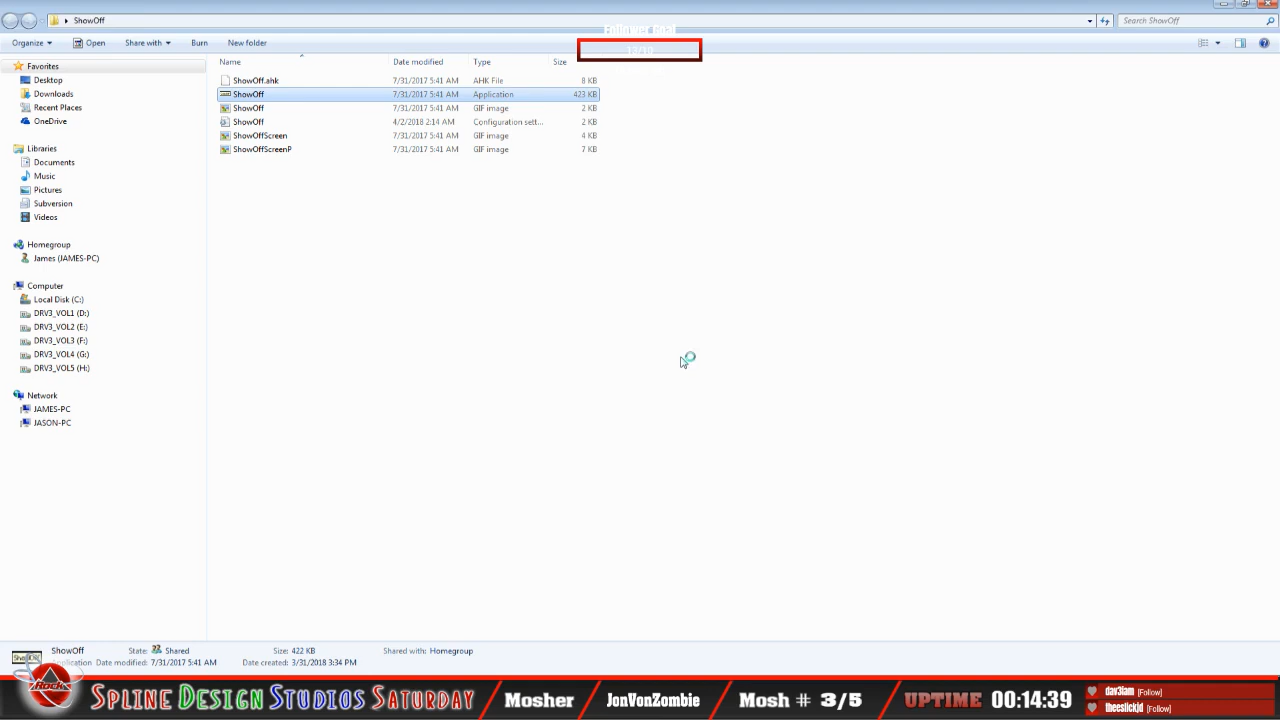 ShowOff
Search ShowOff
Organize
Open
Share with
Burn
New folder
Follower Goal
13/10
Name
Date modified
Type
Size
ShowOff.ahk 7/31/2017 5:41 AM AHK File 8 KB
ShowOff 7/31/2017 5:41 AM Application 423 KB
ShowOff 7/31/2017 5:41 AM GIF image 2 KB
ShowOff 4/2/2018 2:14 AM Configuration sett... 2 KB
ShowOffScreen 7/31/2017 5:41 AM GIF image 4 KB
ShowOffScreenP 7/31/2017 5:41 AM GIF image 7 KB
Favorites
Desktop
Downloads
Recent Places
OneDrive
Libraries
Documents
Music
Pictures
Subversion
Videos
Homegroup
James (JAMES-PC)
Computer
Local Disk (C:)
DRV3_VOL1 (D:)
DRV3_VOL2 (E:)
DRV3_VOL3 (F:)
DRV3_VOL4 (G:)
DRV3_VOL5 (H:)
Network
JAMES-PC
JASON-PC
ShowOff State: Shared Size: 422 KB Shared with: Homegroup
Application Date modified: 7/31/2017 5:41 AM Date created: 3/31/2018 3:34 PM
SPLINE DESIGN STUDIOS SATURDAY
Mosher
JonVonZombie
Mosh # 3/5
UPTIME 00:14:39
dav3iam [Follow]
theeslickjd [Follow]